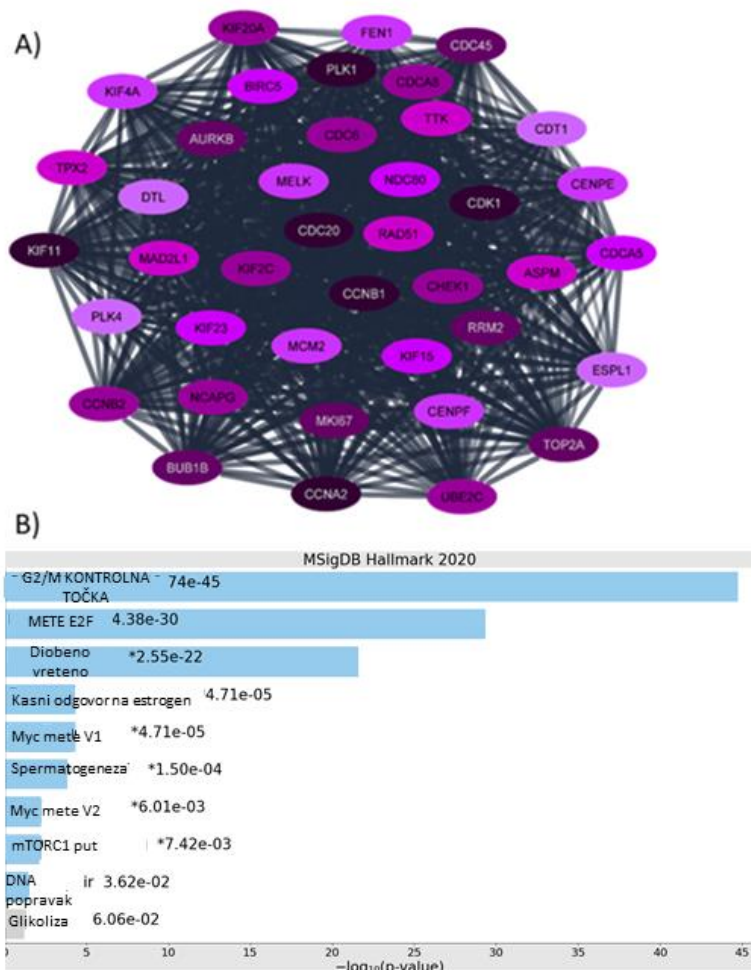 A)
KIF20A
FEN1
CDC45
PLK1
KIF4A
BIRC5
CDCA8
TTK
CDT1
AURKB
CDC6
TPX2
DTL
MELK
NDC80
CDK1
CENPE
KIF11
CDC20
RAD51
CDCA5
MAD2L1
KIF2C
CHEK1
ASPM
CCNB1
PLK4
KIF23
MCM2
KIF15
RRM2
ESPL1
CCNB2
NCAPG
MKI67
CENPF
TOP2A
BUB1B
CCNA2
UBE2C
B)
MSigDB Hallmark 2020
G2/M KONTROLNA 74e-45
TOČKA
METE E2F 4.38e-30
Diobeno *2.55e-22
vreteno
Kasni odgovor na estrogen 4.71e-05
Myc mete V1 *4.71e-05
Spermatogeneza *1.50e-04
Myc mete V2 *6.01e-03
mTORC1 put *7.42e-03
DNA ir 3.62e-02
popravak
Glikoliza 6.06e-02
0 5 10 15 20 25 30 35 40 45
−log₁₀(p-value)